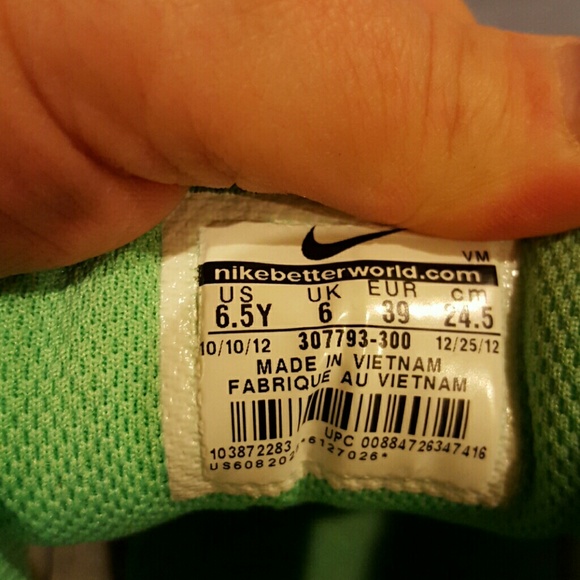 VM
nikebetterworld.com
US UK EUR cm
6.5Y 6 39 24.5
10/10/12 307793-300 12/25/12
MADE IN VIETNAM
FABRIQUE AU VIETNAM
103872283 UPC 00884726347416